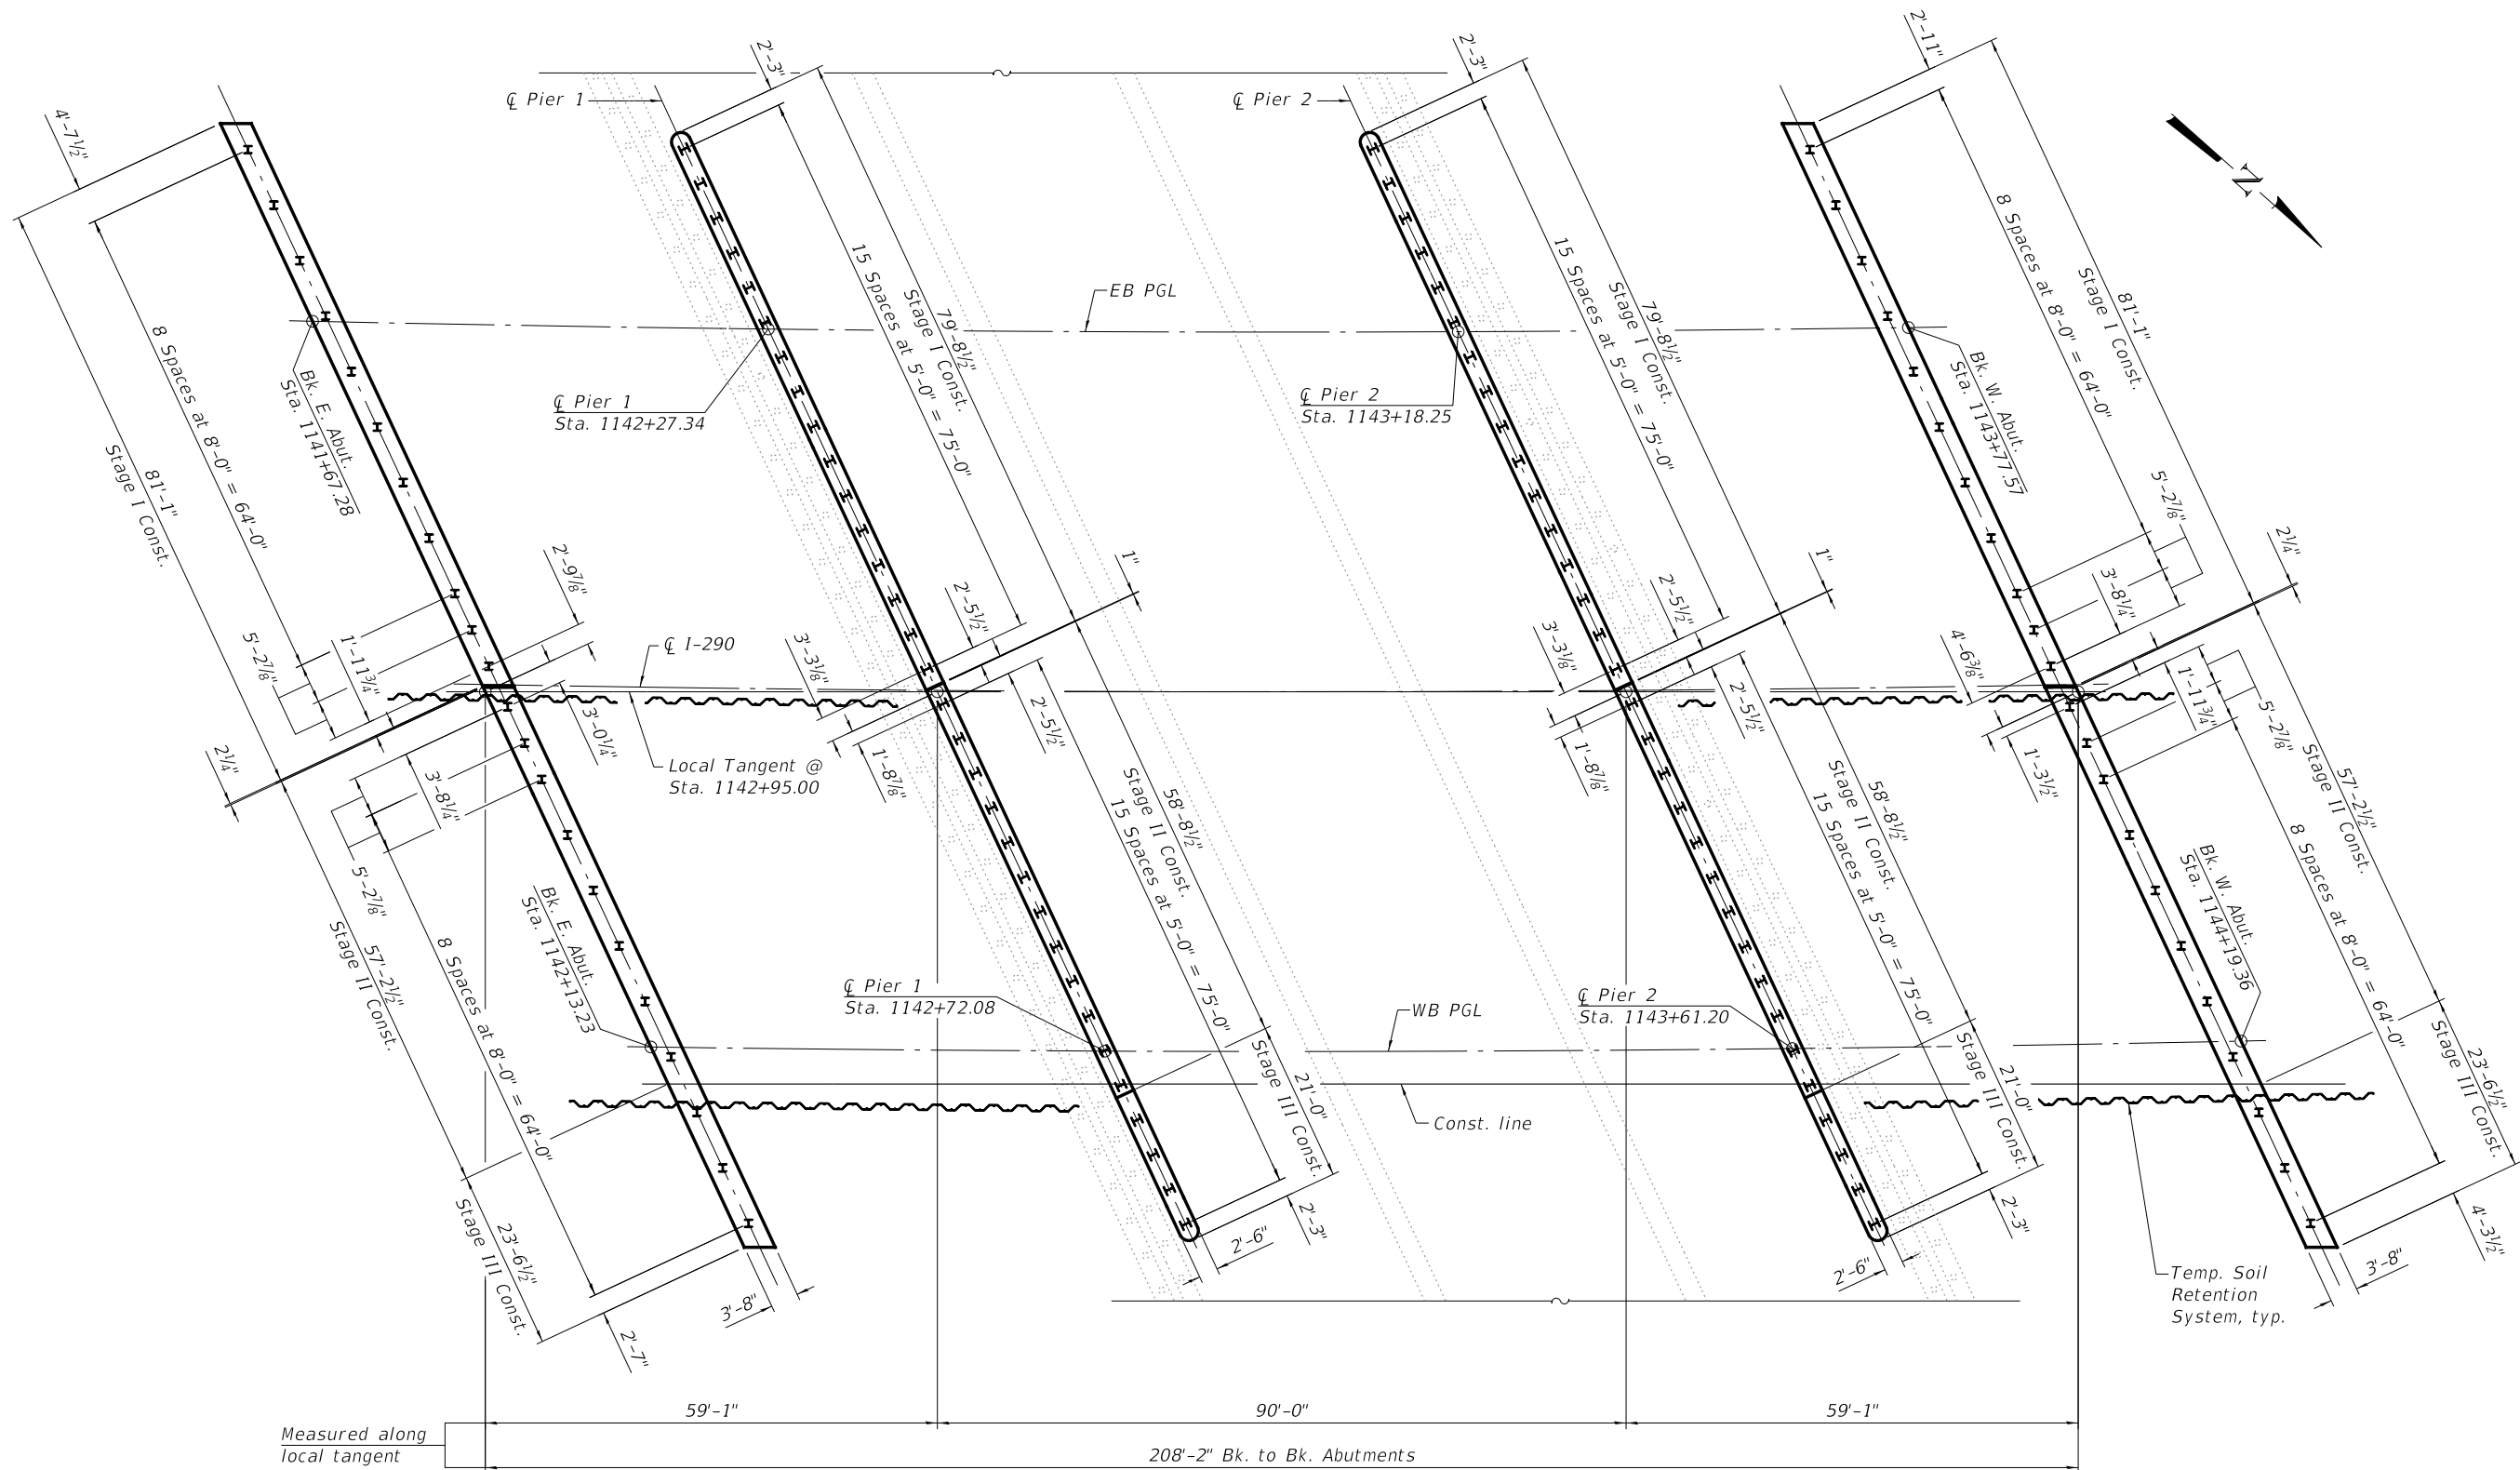 2'-11"
2'-3"
2'-3"
℄ Pier 1
℄ Pier 2
4'-7½"
N
8 Spaces at 8'-0" = 64'-0"
81'-1"
Stage I Const.
15 Spaces at 5'-0" = 75'-0"
79'-8½"
Stage I Const.
EB PGL
15 Spaces at 5'-0" = 75'-0"
79'-8½"
Stage I Const.
8 Spaces at 8'-0" = 64'-0"
81'-1"
Stage I Const.
Bk. E. Abut.
Sta. 1141+67.28
℄ Pier 1
Sta. 1142+27.34
℄ Pier 2
Sta. 1143+18.25
Bk. W. Abut.
Sta. 1143+77.57
5'-2⅞"
2¼"
2'-9⅞"
2'-5½"
1"
2'-5½"
1"
3'-8¼"
5'-2⅞"
1'-11¾"
℄ I-290
3'-3⅛"
3'-3⅛"
4'-6⅜"
3'-0¼"
2'-5½"
2'-5½"
1'-11¾"
5'-2⅞"
2¼"
3'-8¼"
Local Tangent @
Sta. 1142+95.00
1'-8⅞"
1'-8⅞"
1'-3½"
5'-2⅞"
57'-2½"
Stage II Const.
8 Spaces at 8'-0" = 64'-0"
Bk. E. Abut.
Sta. 1142+13.23
58'-8½"
Stage II Const.
15 Spaces at 5'-0" = 75'-0"
58'-8½"
Stage II Const.
15 Spaces at 5'-0" = 75'-0"
57'-2½"
Stage II Const.
8 Spaces at 8'-0" = 64'-0"
Bk. W. Abut.
Sta. 1144+19.36
℄ Pier 1
Sta. 1142+72.08
WB PGL
℄ Pier 2
Sta. 1143+61.20
21'-0"
Stage III Const.
Const. line
21'-0"
Stage III Const.
23'-6½"
Stage III Const.
23'-6½"
Stage III Const.
2'-7"
3'-8"
2'-6"
2'-3"
2'-6"
2'-3"
4'-3½"
3'-8"
Temp. Soil
Retention
System, typ.
59'-1"
90'-0"
59'-1"
Measured along
local tangent
208'-2" Bk. to Bk. Abutments